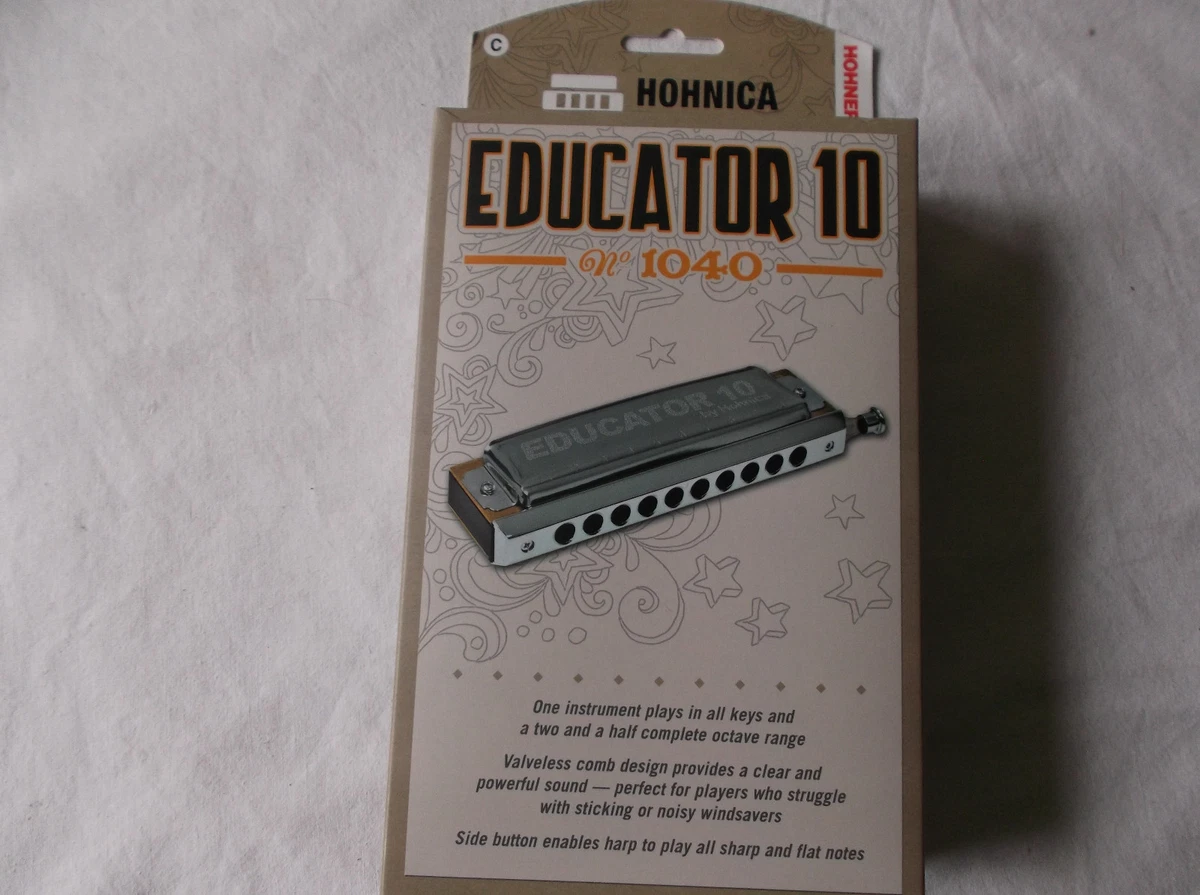 C
HOHNICA
HOHNER
EDUCATOR 10
Nº 1040
EDUCATOR 10
by Hohnica
One instrument plays in all keys and
a two and a half complete octave range
Valveless comb design provides a clear and
powerful sound — perfect for players who struggle
with sticking or noisy windsavers
Side button enables harp to play all sharp and flat notes